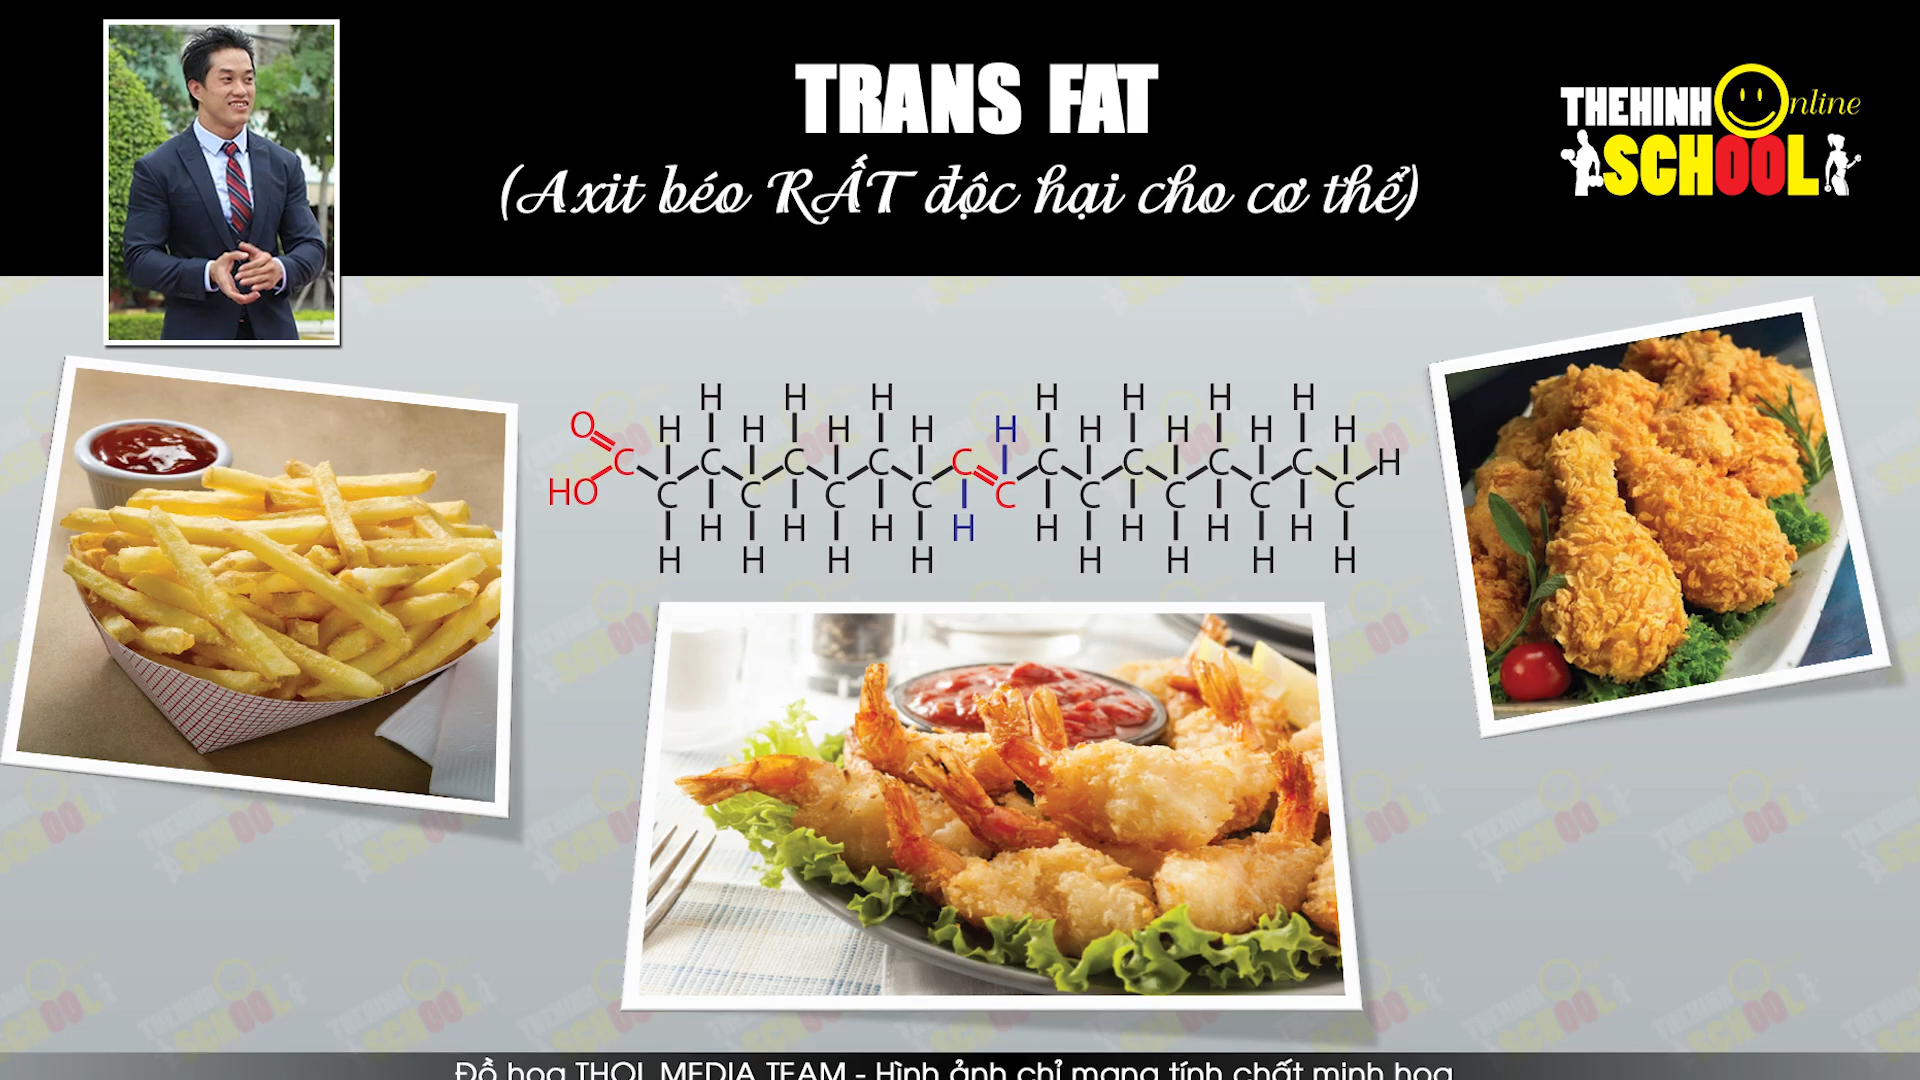 TRANS FAT
(Axit béo RẤT độc hại cho cơ thể)
THEHINH Online
SCHOOL
H H H H H H H
O H H H H H H H H H
C C C C C C C C C H
HO C C C C C C C C C
H H H H H H H H
H H H H H H H H
Đồ họa THOL MEDIA TEAM - Hình ảnh chỉ mang tính chất minh họa